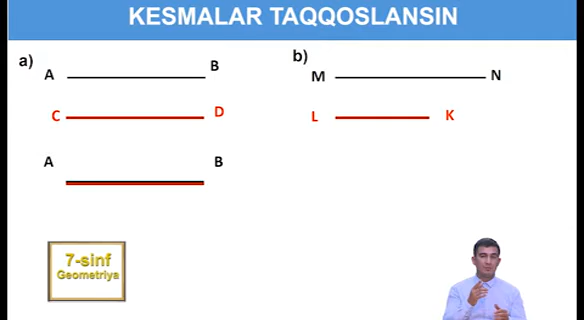 KESMALAR TAQQOSLANSIN
a)
A B
C D
A B
b)
M N
L K
7-sinf
Geometriya